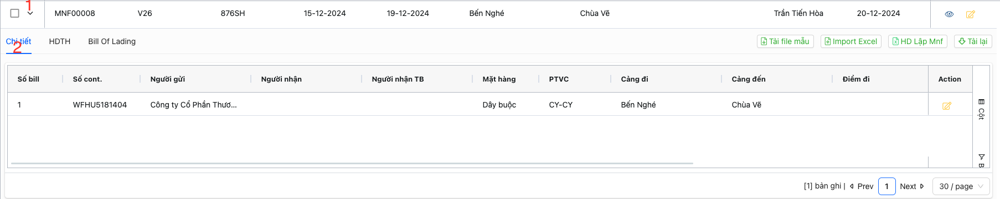 1
MNF00008 V26 876SH 15-12-2024 19-12-2024 Bến Nghé Chùa Vẽ Trần Tiến Hòa 20-12-2024
Chi tiết HDTH Bill Of Lading Tải file mẫu Import Excel HD Lập Mnf Tải lại
2
Số bill Số cont. Người gửi Người nhận Người nhận TB Mặt hàng PTVC Cảng đi Cảng đến Điểm đi Action
1 WFHU5181404 Công ty Cổ Phần Thươ... Dây buộc CY-CY Bến Nghé Chùa Vẽ
Cột
B
[1] bản ghi | Prev 1 Next 30 / page